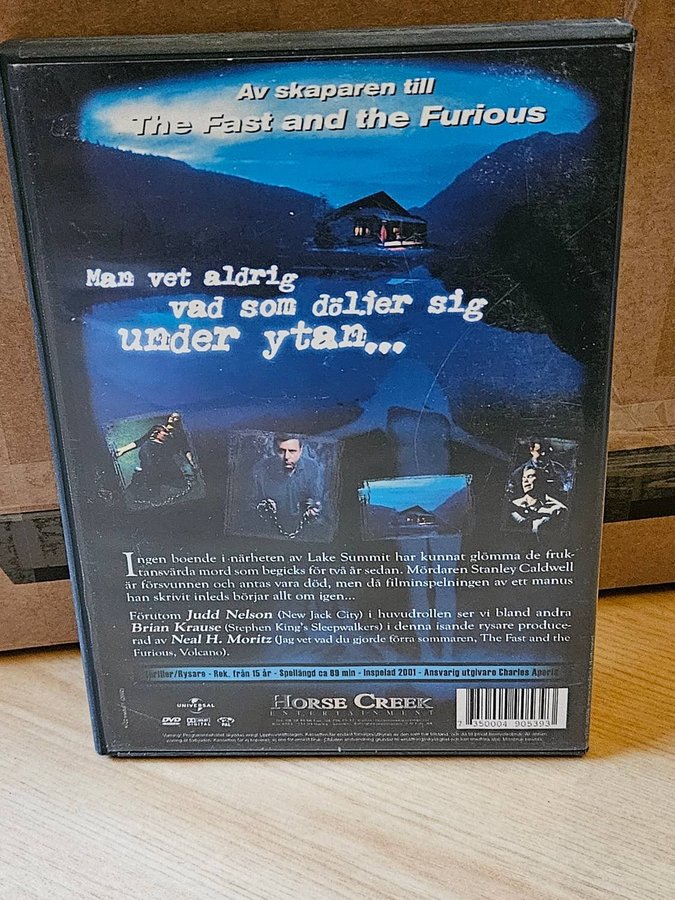 Av skaparen till
The Fast and the Furious
Man vet aldrig
vad som döljer sig
under ytan...
Ingen boende i närheten av Lake Summit har kunnat glömma de fruk-
tansvärda mord som begicks för två år sedan. Mördaren Stanley Caldwell
är försvunnen och antas vara död, men då filminspelningen av ett manus
han skrivit inleds börjar allt om igen...
Förutom Judd Nelson (New Jack City) i huvudrollen ser vi bland andra
Brian Krause (Stephen King's Sleepwalkers) i denna isande rysare produce-
rad av Neal H. Moritz (Jag vet vad du gjorde förra sommaren, The Fast and the
Furious, Volcano).
Thriller/Rysare - Rek. från 15 år - Spellängd ca 89 min - Inspelad 2001 - Ansvarig utgivare Charles
UNIVERSAL
DVD DIGITAL PAL
HORSE CREEK
ENTERTAINMENT
7 350004 905393